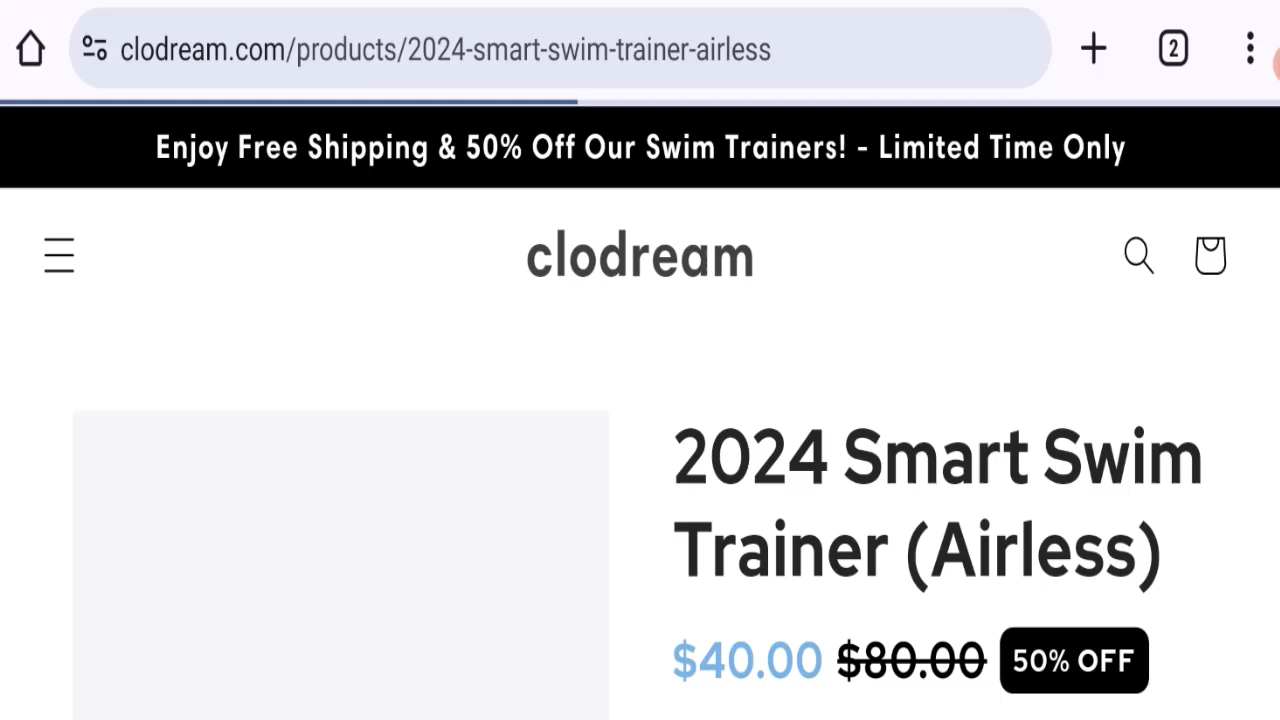 clodream.com/products/2024-smart-swim-trainer-airless
2
Enjoy Free Shipping & 50% Off Our Swim Trainers! - Limited Time Only
clodream
2024 Smart Swim
Trainer (Airless)
$40.00 $80.00 50% OFF